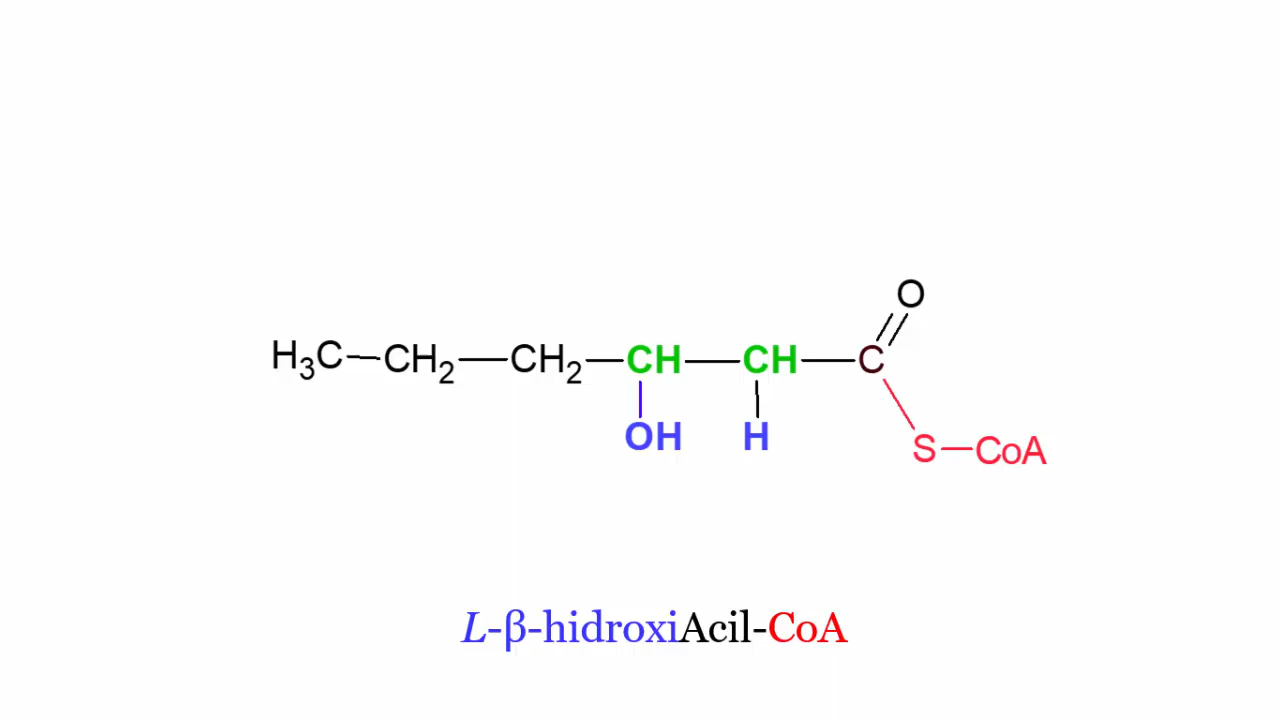 O
H₃C CH₂ CH₂ CH CH C
OH H S CoA
L-β-hidroxiAcil-CoA